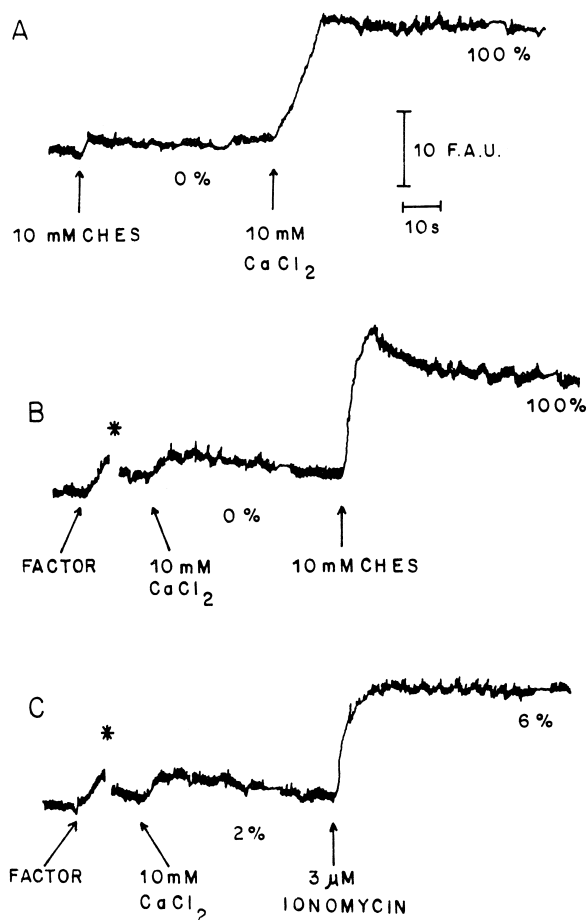 A
100 %
10 F.A.U.
10s
0 %
10 mM CHES
10 mM
CaCl2
B
*
100%
0 %
FACTOR
10 mM
CaCl2
10 mM CHES
C
*
6 %
2 %
FACTOR
10 mM
CaCl2
3 μM
IONOMYCIN